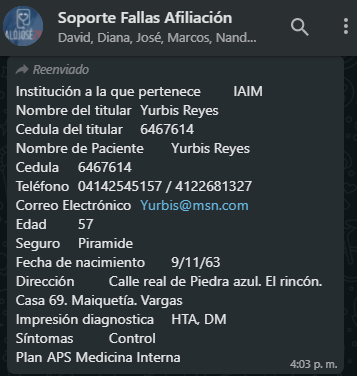 Soporte Fallas Afiliación
David, Diana, José, Marcos, Nand...
ALÓJOSÉ
Reenviado
Institución a la que pertenece IAIM
Nombre del titular Yurbis Reyes
Cedula del titular 6467614
Nombre de Paciente Yurbis Reyes
Cedula 6467614
Teléfono 04142545157 / 4122681327
Correo Electrónico Yurbis@msn.com
Edad 57
Seguro Piramide
Fecha de nacimiento 9/11/63
Dirección Calle real de Piedra azul. El rincón.
Casa 69. Maiquetía. Vargas
Impresión diagnostica HTA, DM
Síntomas Control
Plan APS Medicina Interna
4:03 p. m.